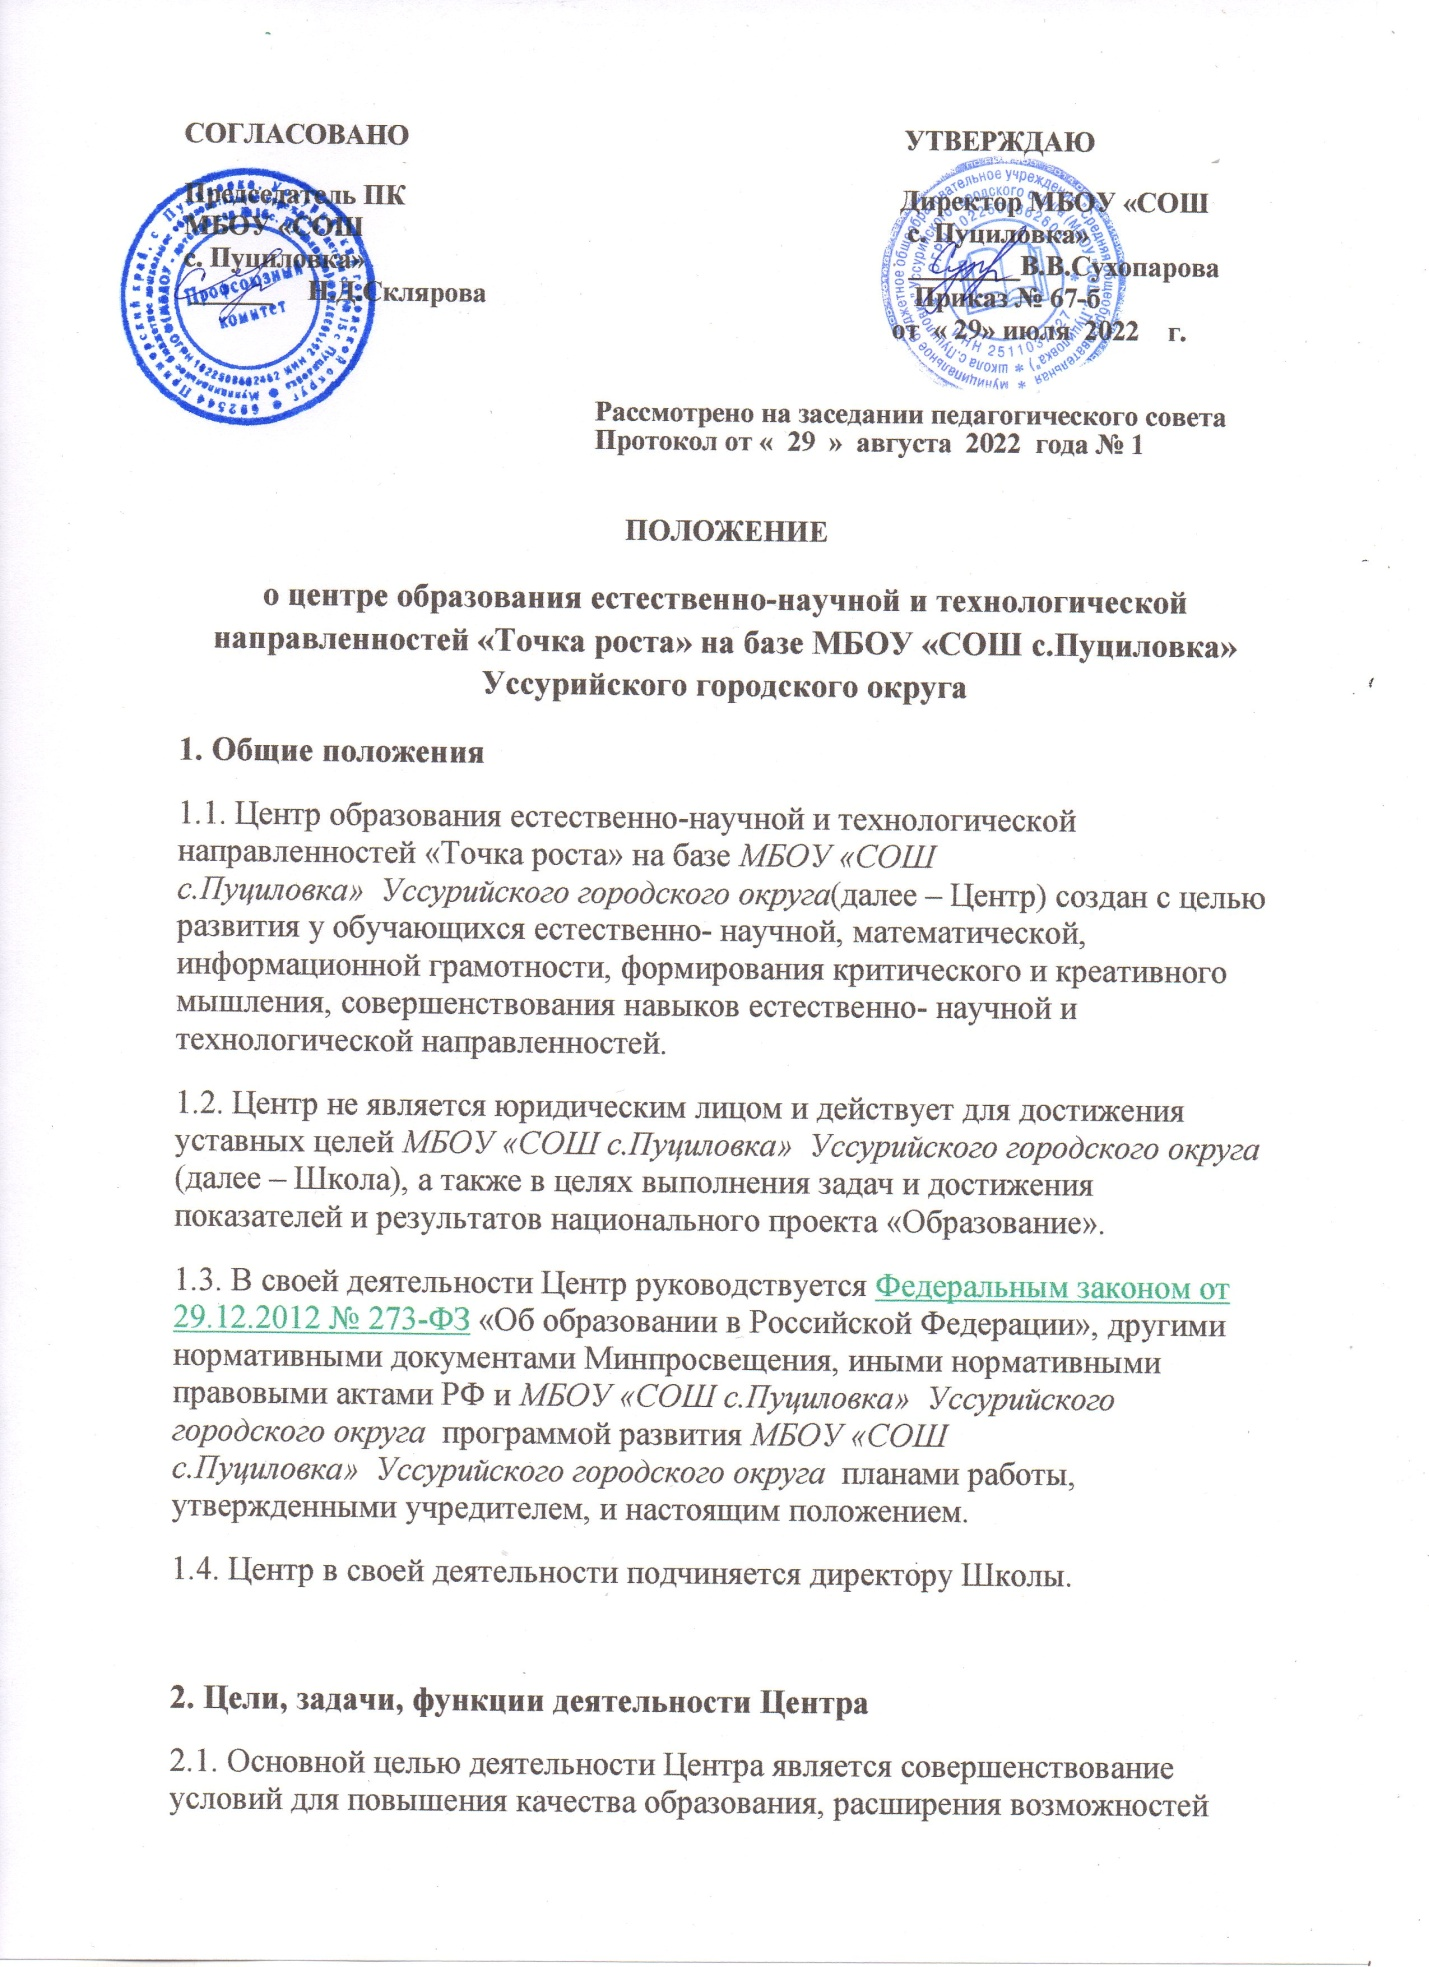 СОГЛАСОВАНО
Председатель ПК
МБОУ «СОШ
с. Пуциловка»
Н.Д.Склярова
Профсоюзный
комитет
УТВЕРЖДАЮ
Директор МБОУ «СОШ
с. Пуциловка»
В.В.Сухопарова
Приказ № 67-б
от « 29» июля 2022 г.
Рассмотрено на заседании педагогического совета
Протокол от « 29 » августа 2022 года № 1
ПОЛОЖЕНИЕ
о центре образования естественно-научной и технологической
направленностей «Точка роста» на базе МБОУ «СОШ с.Пуциловка»
Уссурийского городского округа
1. Общие положения
1.1. Центр образования естественно-научной и технологической
направленностей «Точка роста» на базе МБОУ «СОШ
с.Пуциловка» Уссурийского городского округа(далее – Центр) создан с целью
развития у обучающихся естественно- научной, математической,
информационной грамотности, формирования критического и креативного
мышления, совершенствования навыков естественно- научной и
технологической направленностей.
1.2. Центр не является юридическим лицом и действует для достижения
уставных целей МБОУ «СОШ с.Пуциловка» Уссурийского городского округа
(далее – Школа), а также в целях выполнения задач и достижения
показателей и результатов национального проекта «Образование».
1.3. В своей деятельности Центр руководствуется Федеральным законом от
29.12.2012 № 273-ФЗ «Об образовании в Российской Федерации», другими
нормативными документами Минпросвещения, иными нормативными
правовыми актами РФ и МБОУ «СОШ с.Пуциловка» Уссурийского
городского округа программой развития МБОУ «СОШ
с.Пуциловка» Уссурийского городского округа планами работы,
утвержденными учредителем, и настоящим положением.
1.4. Центр в своей деятельности подчиняется директору Школы.
2. Цели, задачи, функции деятельности Центра
2.1. Основной целью деятельности Центра является совершенствование
условий для повышения качества образования, расширения возможностей